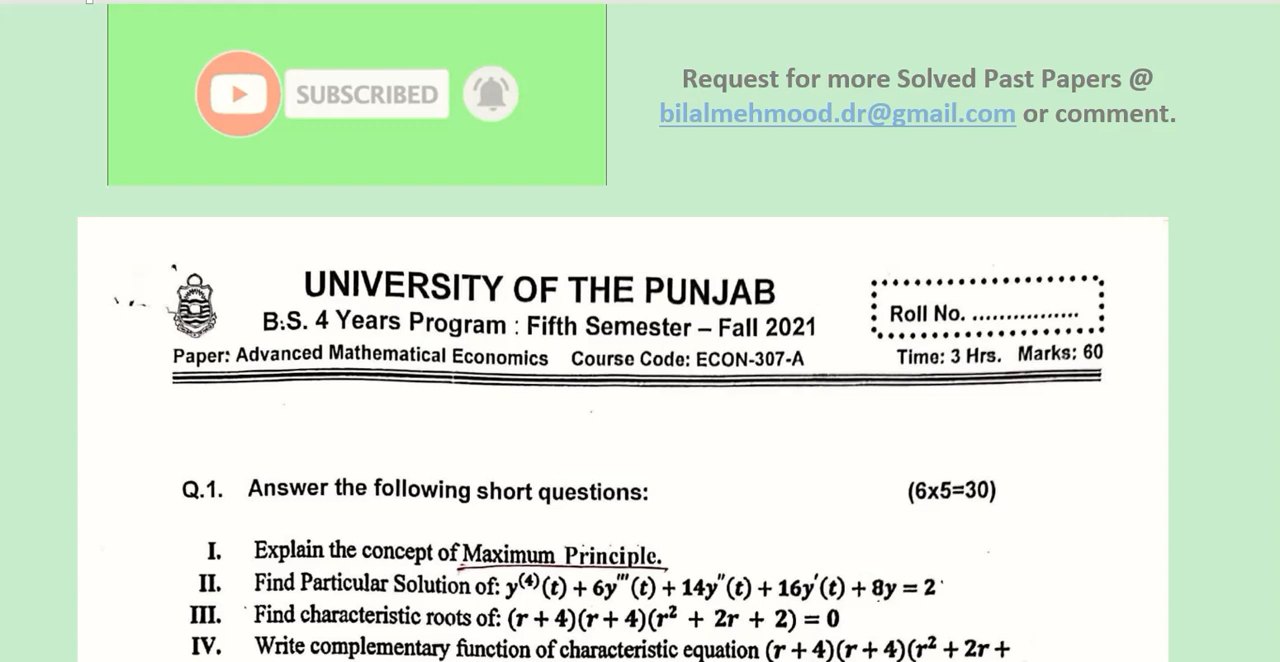 SUBSCRIBED
Request for more Solved Past Papers @
bilalmehmood.dr@gmail.com or comment.
UNIVERSITY OF THE PUNJAB
B.S. 4 Years Program : Fifth Semester – Fall 2021
Roll No. ................
Paper: Advanced Mathematical Economics Course Code: ECON-307-A Time: 3 Hrs. Marks: 60
Q.1. Answer the following short questions: (6x5=30)
I. Explain the concept of Maximum Principle.
II. Find Particular Solution of: y⁽⁴⁾(t) + 6y‴(t) + 14y″(t) + 16y′(t) + 8y = 2
III. Find characteristic roots of: (r + 4)(r + 4)(r² + 2r + 2) = 0
IV. Write complementary function of characteristic equation (r + 4)(r + 4)(r² + 2r +